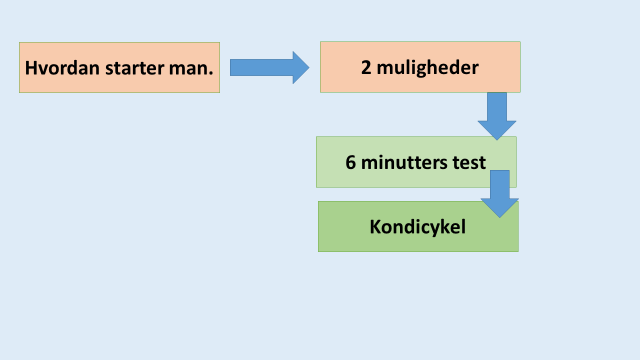 Hvordan starter man.
2 muligheder
6 minutters test
Kondicykel